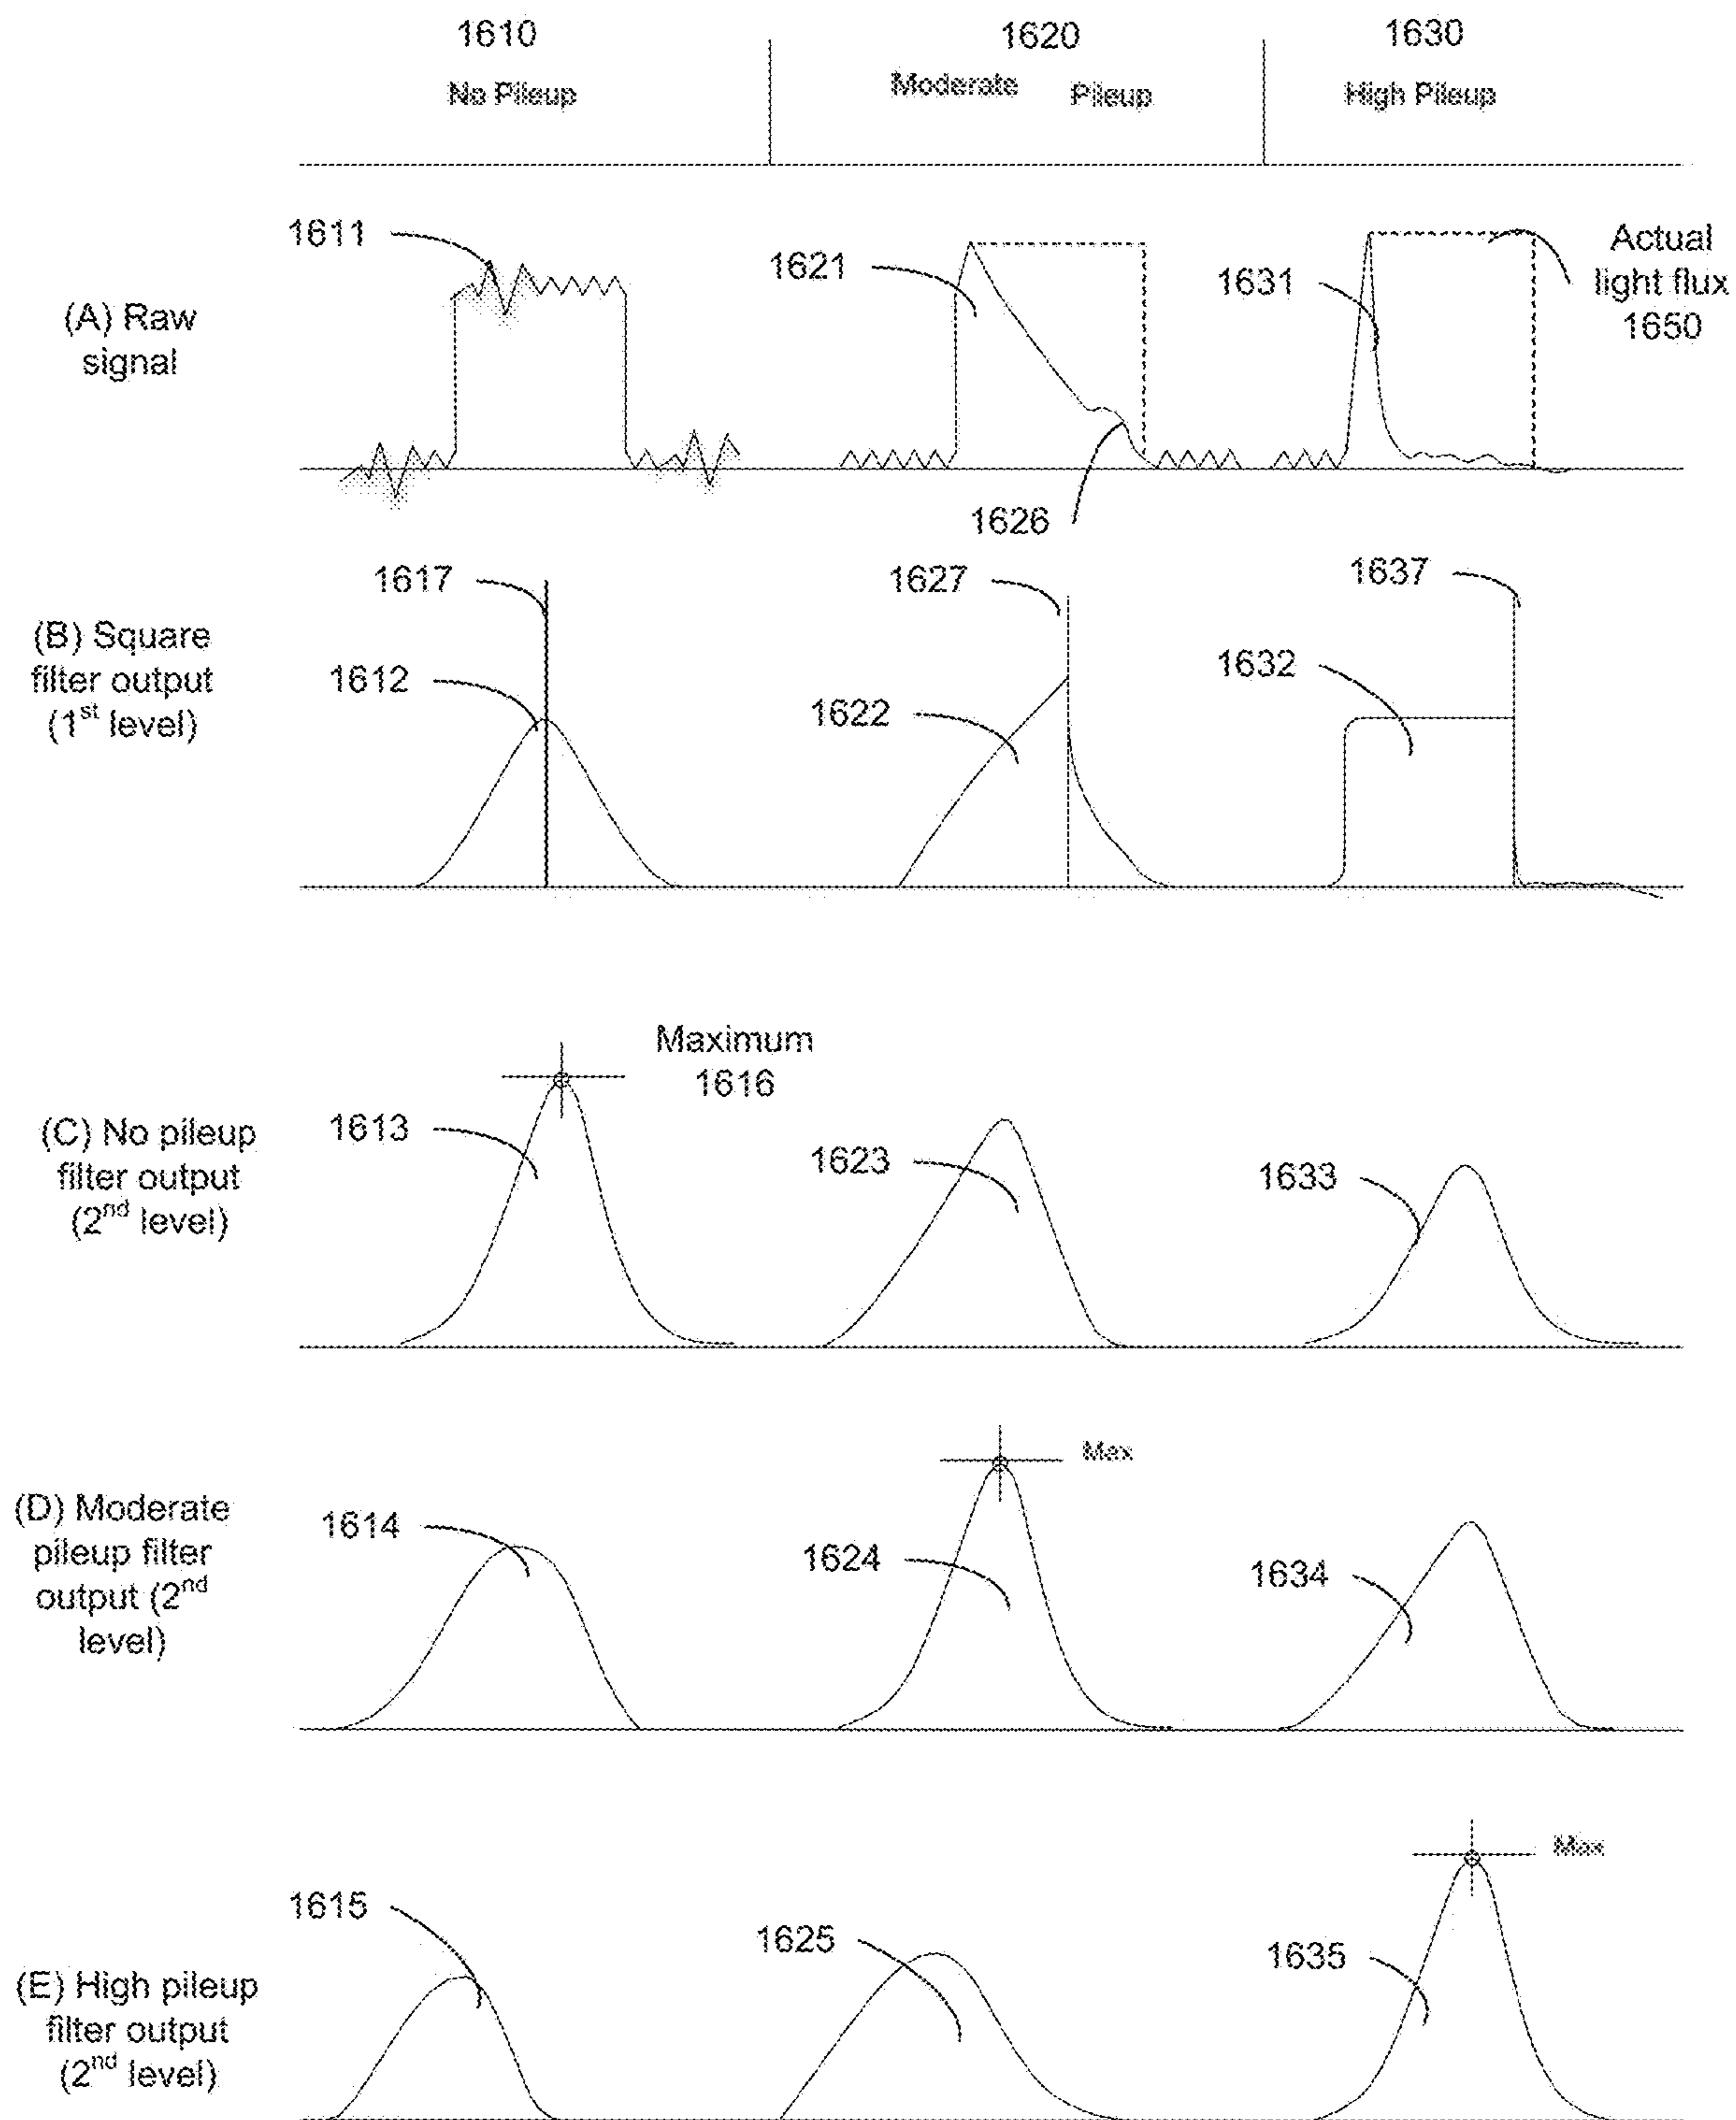 1610
1620
1630
No Pileup
Moderate Pileup
High Pileup
(A) Raw
signal
1611
1621
1626
1631
Actual
light flux
1650
(B) Square
filter output
(1st level)
1617
1612
1627
1622
1637
1632
(C) No pileup
filter output
(2nd level)
1613
Maximum
1616
1623
1633
(D) Moderate
pileup filter
output (2nd
level)
1614
1624
Max
1634
(E) High pileup
filter output
(2nd level)
1615
1625
1635
Max